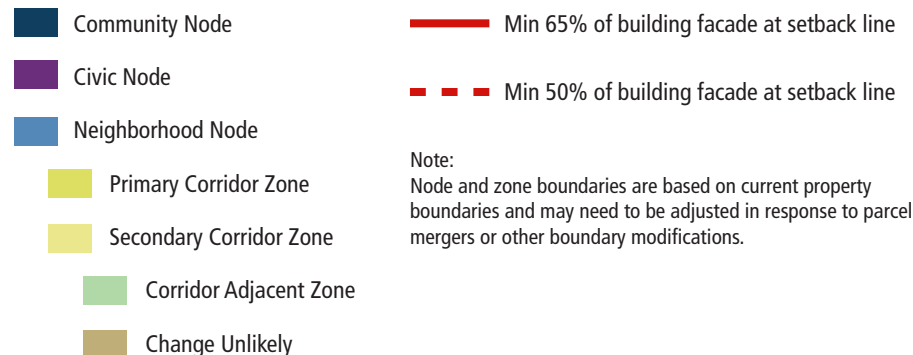 Community Node
Civic Node
Neighborhood Node
Primary Corridor Zone
Secondary Corridor Zone
Corridor Adjacent Zone
Change Unlikely
Min 65% of building facade at setback line
Min 50% of building facade at setback line
Note:
Node and zone boundaries are based on current property
boundaries and may need to be adjusted in response to parcel
mergers or other boundary modifications.